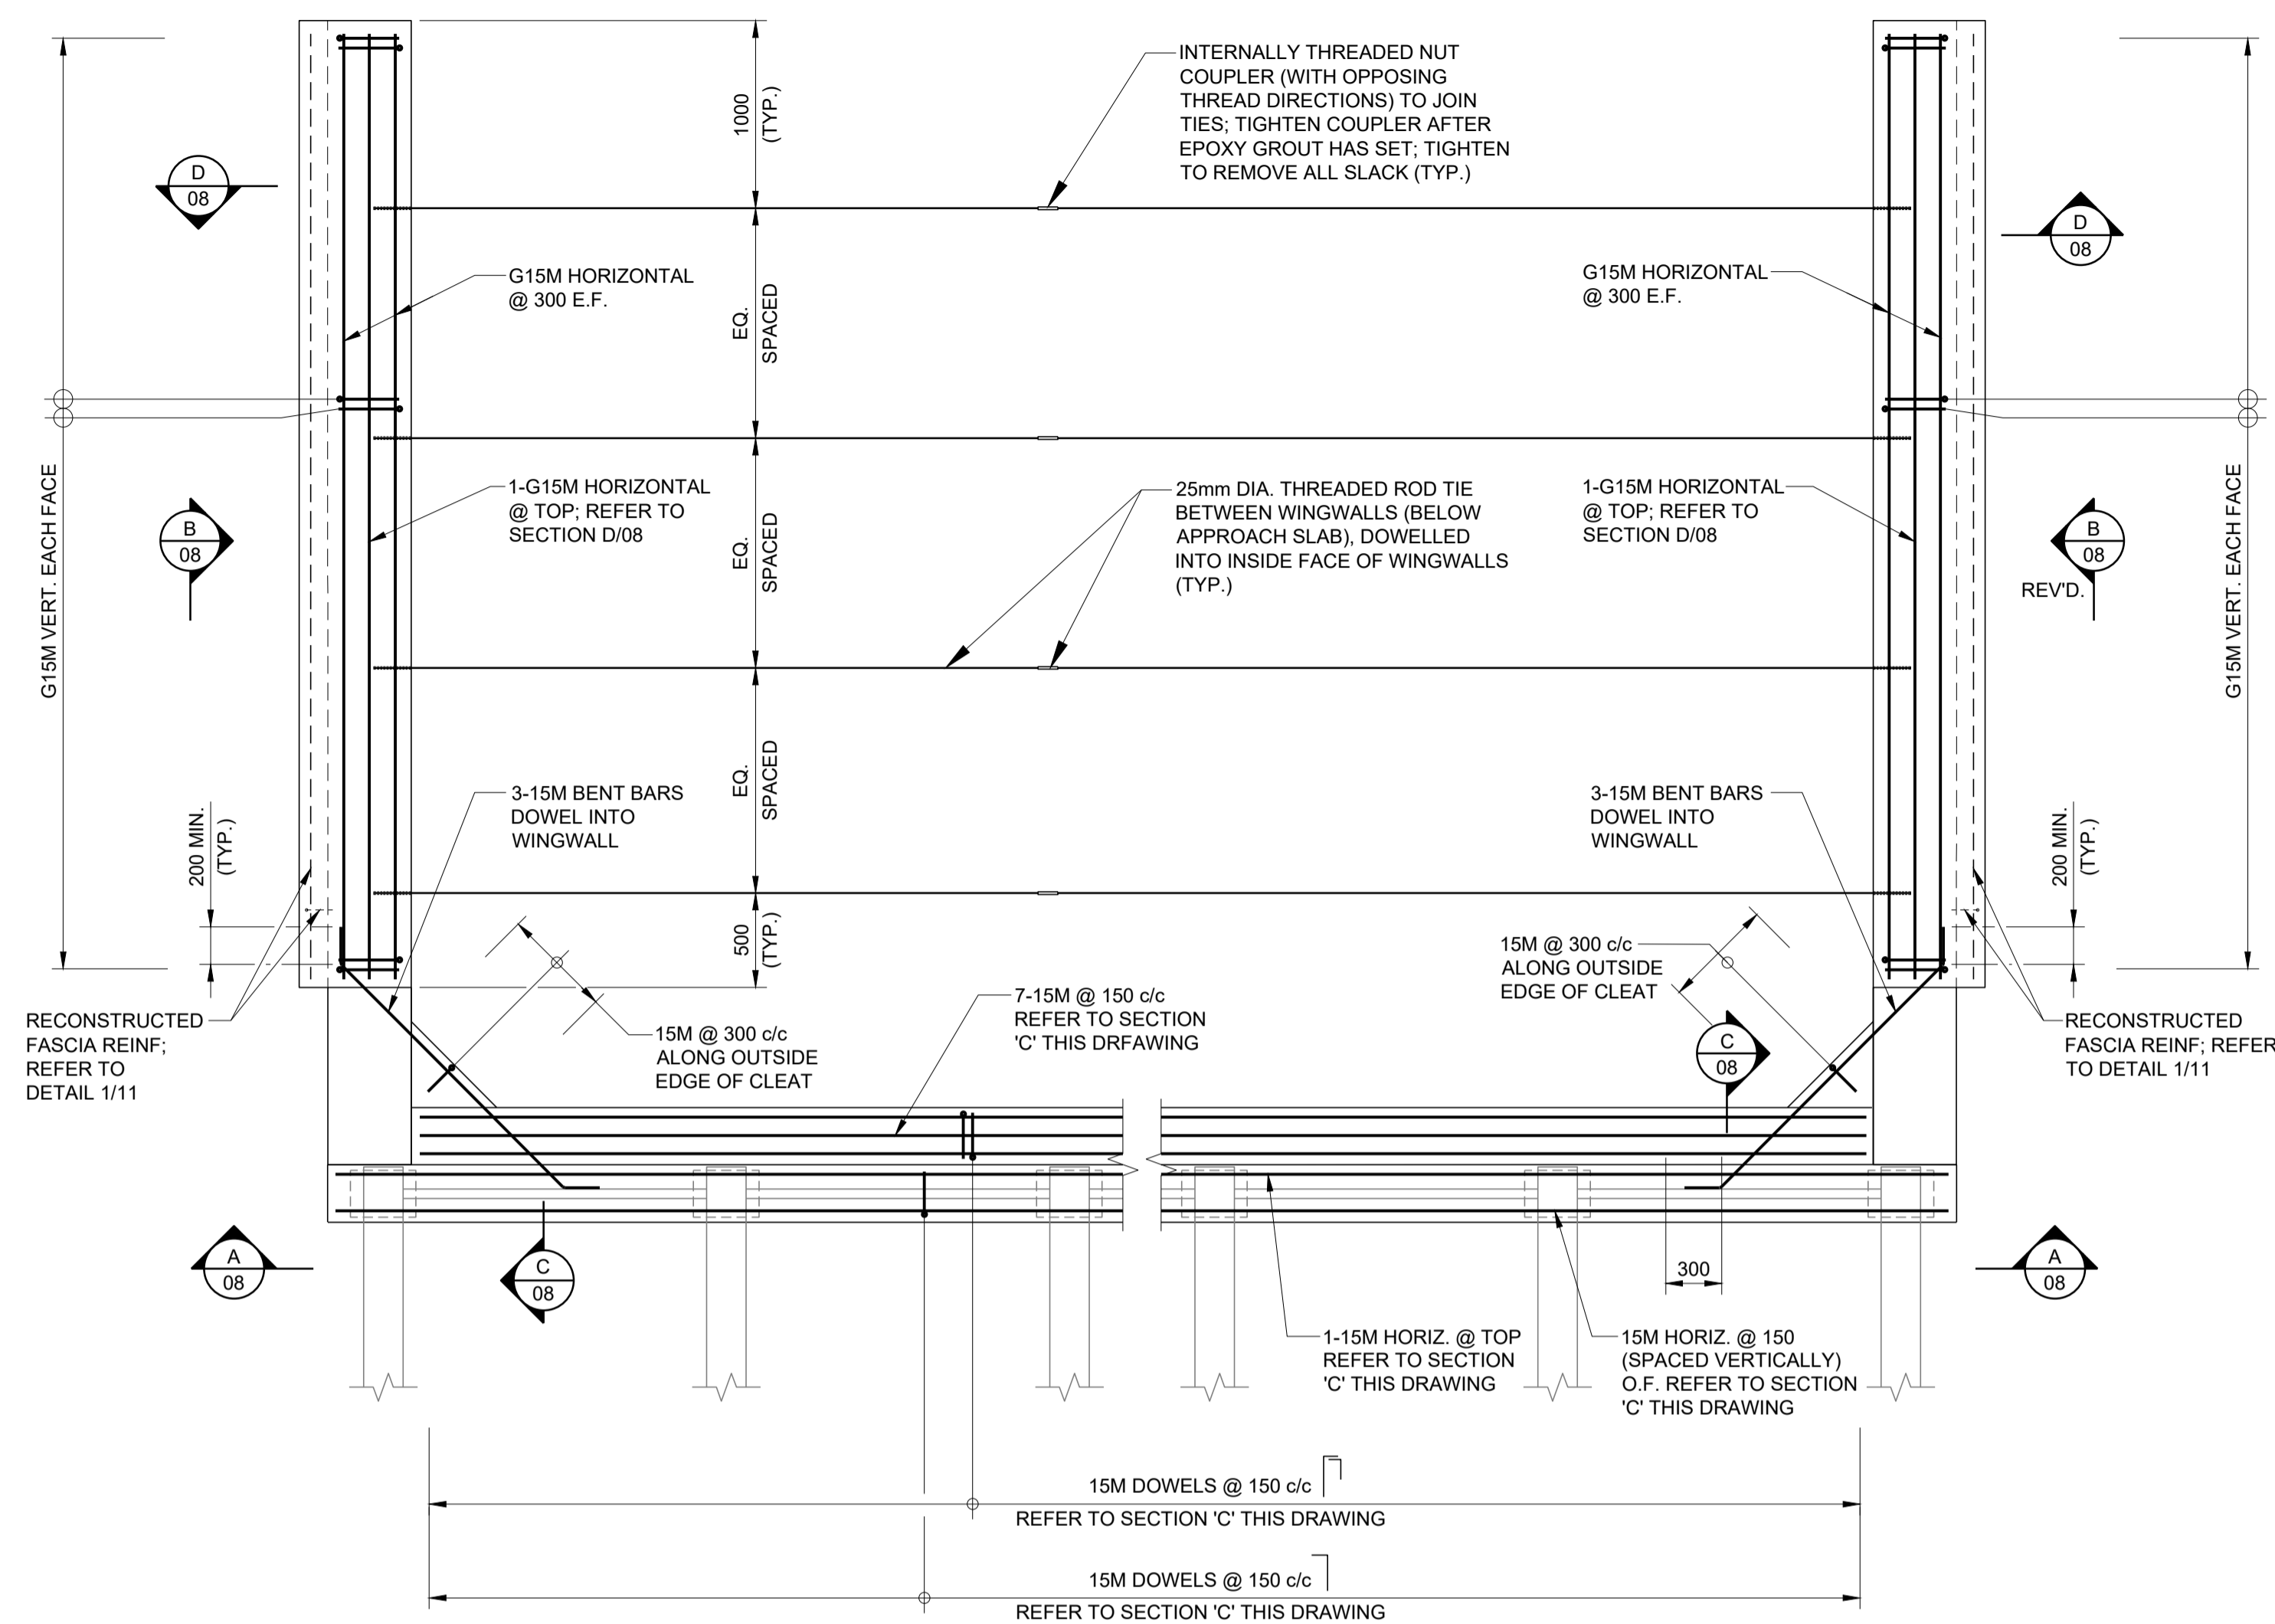 INTERNALLY THREADED NUT
COUPLER (WITH OPPOSING
THREAD DIRECTIONS) TO JOIN
TIES; TIGHTEN COUPLER AFTER
EPOXY GROUT HAS SET; TIGHTEN
TO REMOVE ALL SLACK (TYP.)
1000
(TYP.)
D
08
D
08
G15M HORIZONTAL
@ 300 E.F.
G15M HORIZONTAL
@ 300 E.F.
EQ.
SPACED
G15M VERT. EACH FACE
B
08
1-G15M HORIZONTAL
@ TOP; REFER TO
SECTION D/08
EQ.
SPACED
25mm DIA. THREADED ROD TIE
BETWEEN WINGWALLS (BELOW
APPROACH SLAB), DOWELLED
INTO INSIDE FACE OF WINGWALLS
(TYP.)
1-G15M HORIZONTAL
@ TOP; REFER TO
SECTION D/08
B
08
REV'D.
G15M VERT. EACH FACE
200 MIN.
(TYP.)
3-15M BENT BARS
DOWEL INTO
WINGWALL
EQ.
SPACED
3-15M BENT BARS
DOWEL INTO
WINGWALL
200 MIN.
(TYP.)
500
(TYP.)
RECONSTRUCTED
FASCIA REINF;
REFER TO
DETAIL 1/11
15M @ 300 c/c
ALONG OUTSIDE
EDGE OF CLEAT
7-15M @ 150 c/c
REFER TO SECTION
'C' THIS DRFAWING
15M @ 300 c/c
ALONG OUTSIDE
EDGE OF CLEAT
C
08
RECONSTRUCTED
FASCIA REINF; REFER
TO DETAIL 1/11
A
08
C
08
300
A
08
1-15M HORIZ. @ TOP
REFER TO SECTION
'C' THIS DRAWING
15M HORIZ. @ 150
(SPACED VERTICALLY)
O.F. REFER TO SECTION
'C' THIS DRAWING
15M DOWELS @ 150 c/c
REFER TO SECTION 'C' THIS DRAWING
15M DOWELS @ 150 c/c
REFER TO SECTION 'C' THIS DRAWING